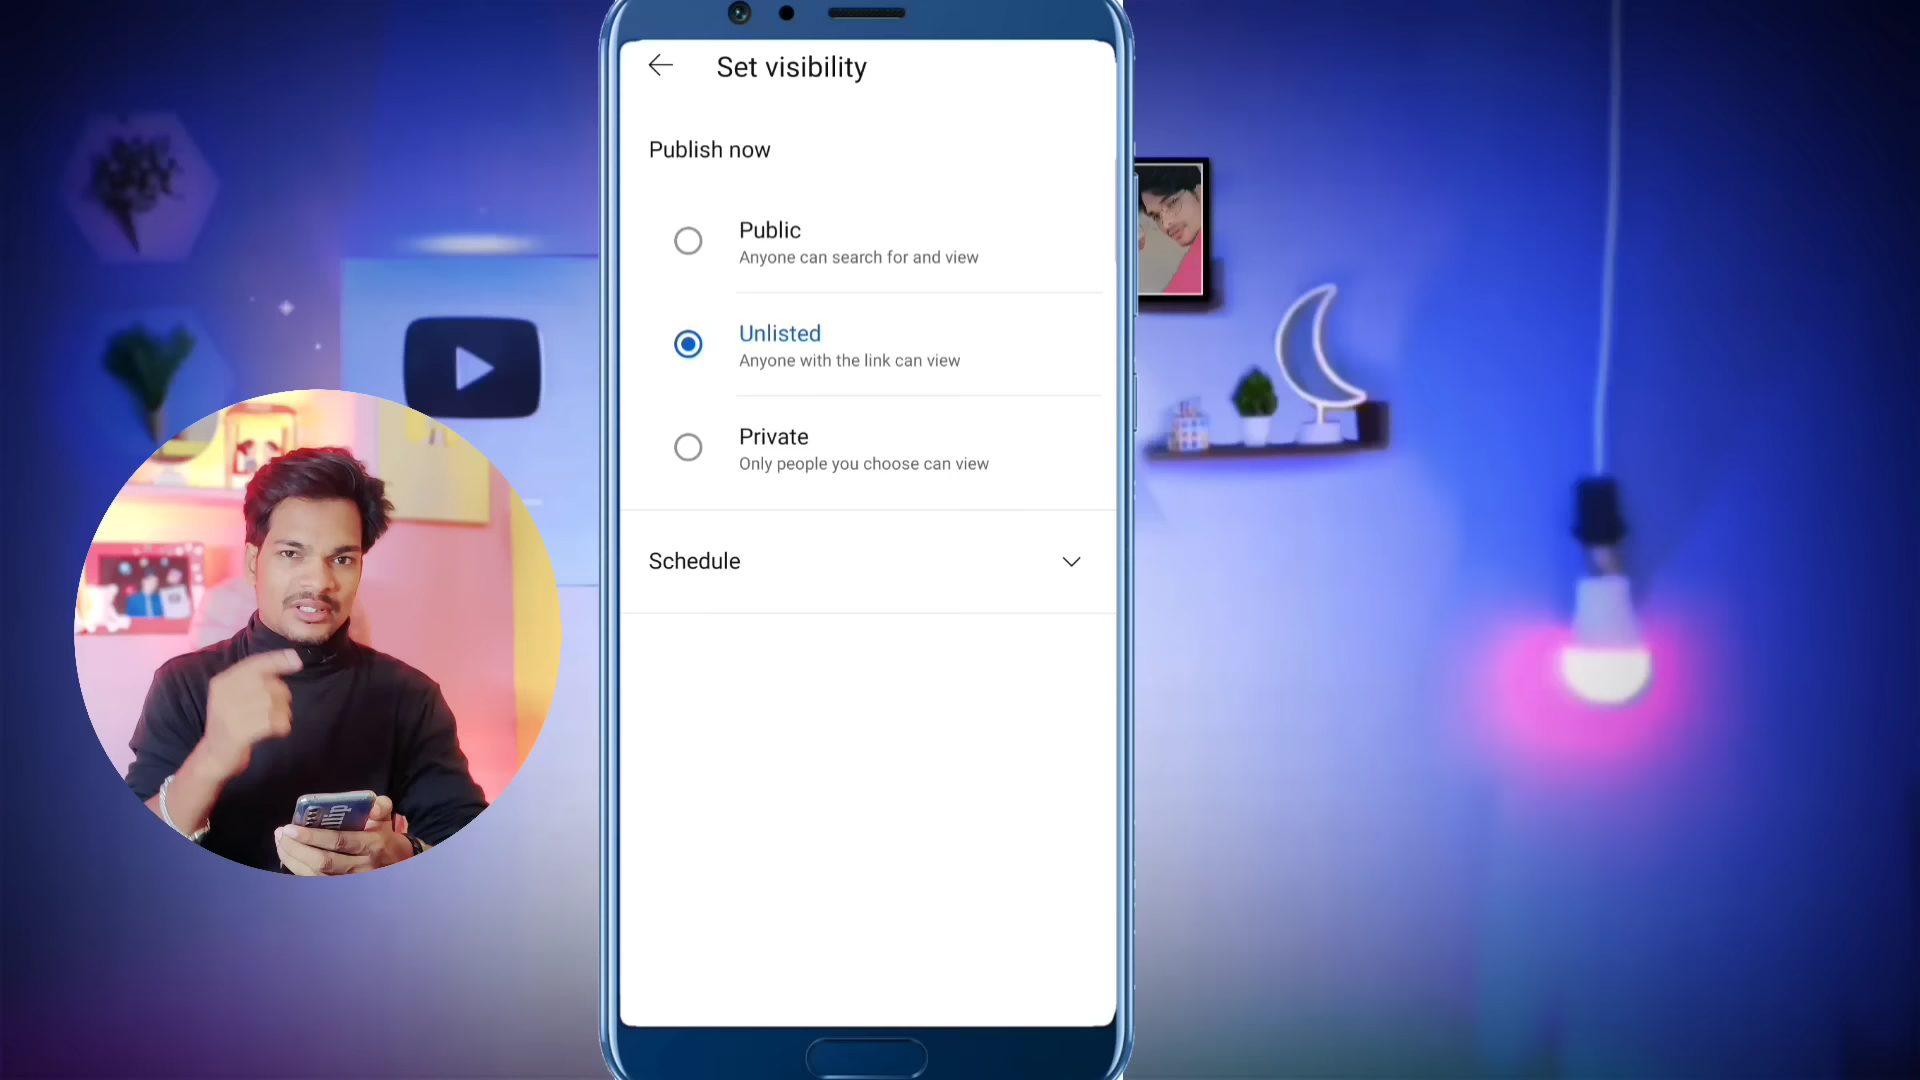 Set visibility
Publish now
Public
Anyone can search for and view
Unlisted
Anyone with the link can view
Private
Only people you choose can view
Schedule